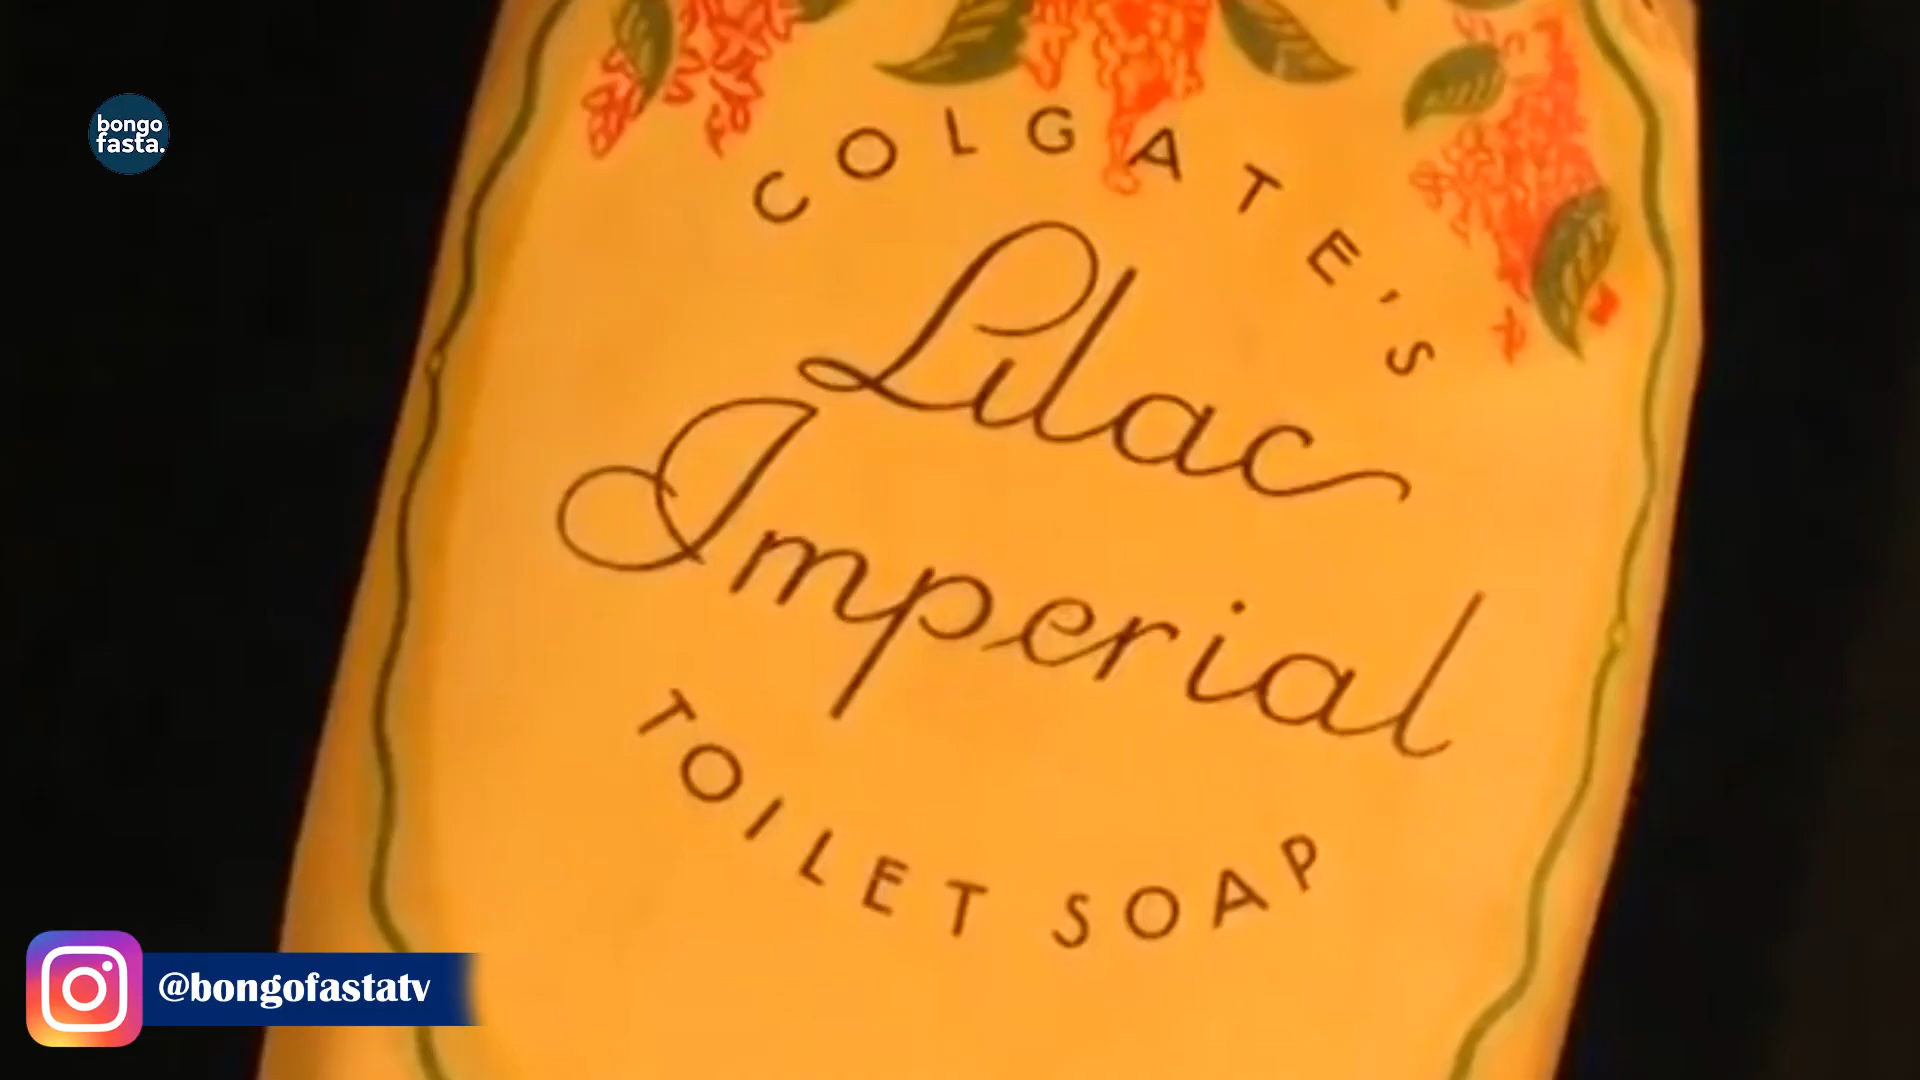 bongo
fasta.
COLGATE'S
Lilac
Imperial
TOILET SOAP
@bongofastatv